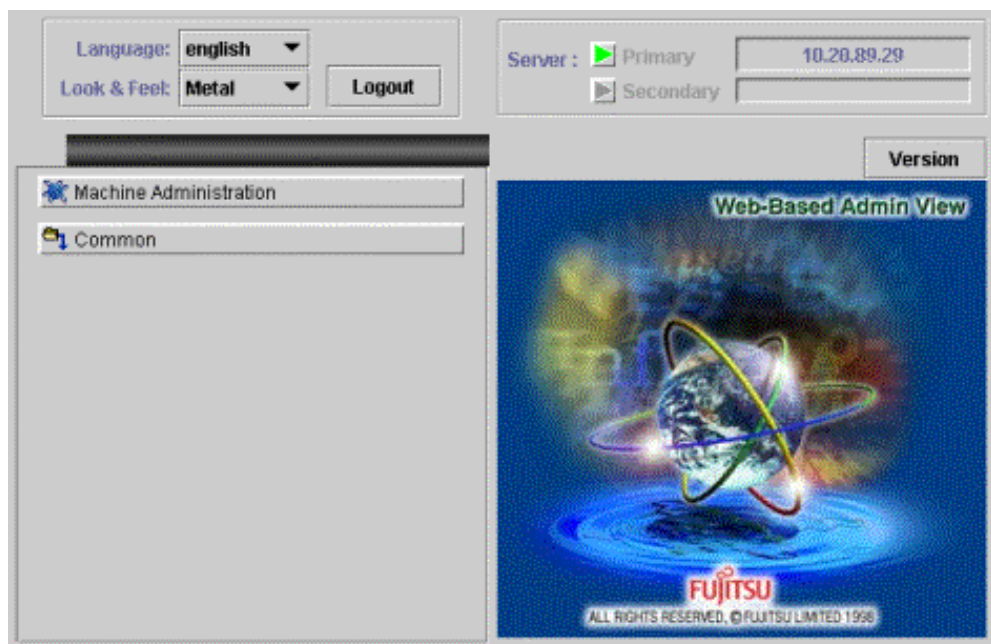 Language: english
Look & Feel: Metal
Logout
Server : Primary 10.20.89.29
Secondary
Version
Machine Administration
Common
Web-Based Admin View
FUJITSU
ALL RIGHTS RESERVED, © FUJITSU LIMITED 1998